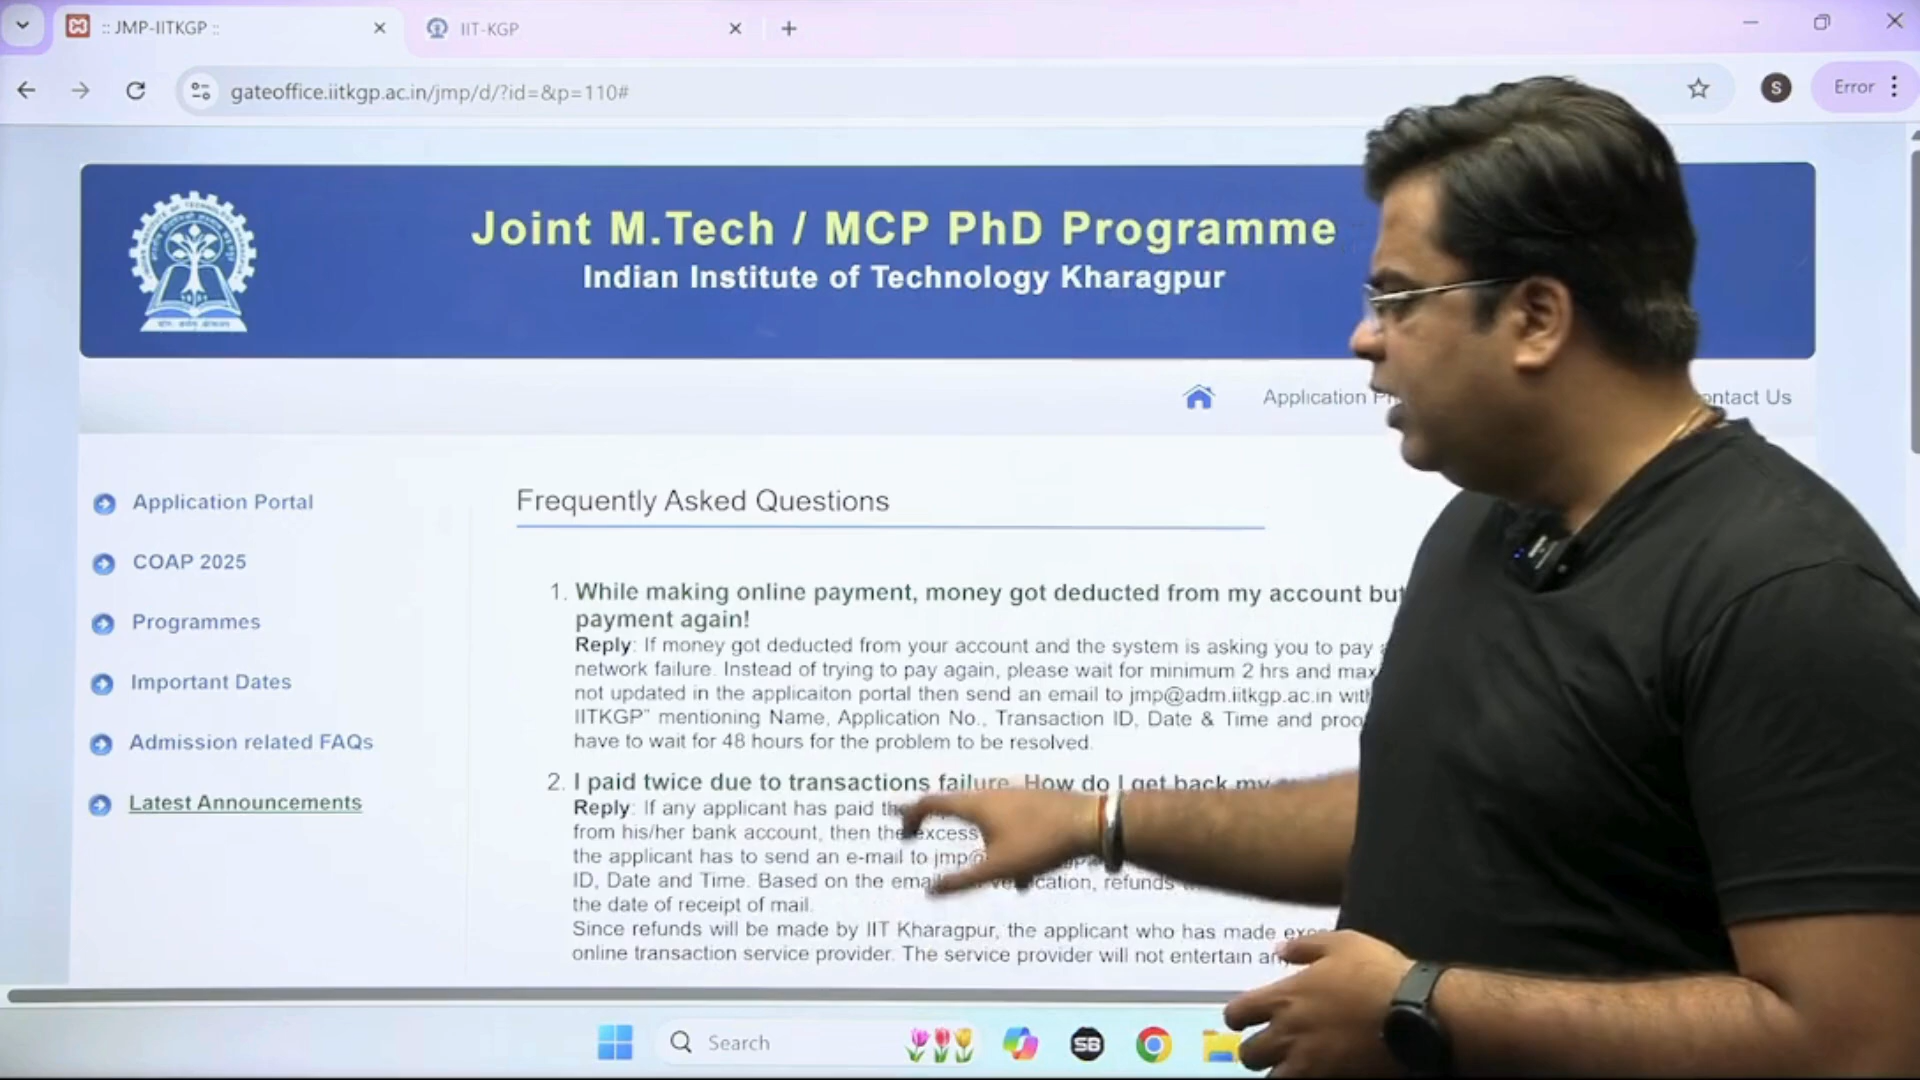 :: JMP-IITKGP ::
IIT-KGP
gateoffice.iitkgp.ac.in/jmp/d/?id=&p=110#
S
Error
Joint M.Tech / MCP PhD Programme
Indian Institute of Technology Kharagpur
Application
ontact Us
Application Portal
COAP 2025
Programmes
Important Dates
Admission related FAQs
Latest Announcements
Frequently Asked Questions
1. While making online payment, money got deducted from my account but
payment again!
Reply: If money got deducted from your account and the system is asking you to pay
network failure. Instead of trying to pay again, please wait for minimum 2 hrs and max
not updated in the applicaiton portal then send an email to jmp@adm.iitkgp.ac.in with
IITKGP" mentioning Name, Application No., Transaction ID, Date & Time and proo
have to wait for 48 hours for the problem to be resolved.
2. I paid twice due to transactions failure. How do I get back my
Reply: If any applicant has paid the
from his/her bank account, then the excess
the applicant has to send an e-mail to jmp@
ID, Date and Time. Based on the email refunds
the date of receipt of mail.
Since refunds will be made by IIT Kharagpur, the applicant who has made
online transaction service provider. The service provider will not entertain
Search
SB